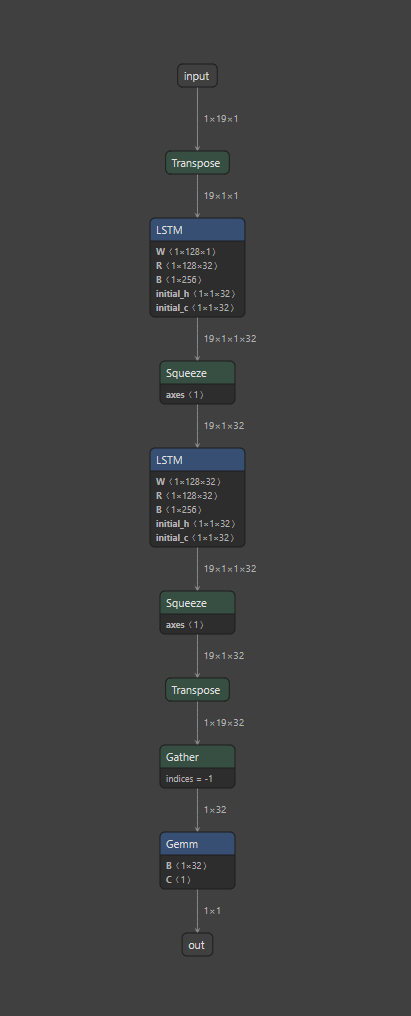 input
1×19×1
Transpose
19×1×1
LSTM
W ⟨1×128×1⟩
R ⟨1×128×32⟩
B ⟨1×256⟩
initial_h ⟨1×1×32⟩
initial_c ⟨1×1×32⟩
19×1×1×32
Squeeze
axes ⟨1⟩
19×1×32
LSTM
W ⟨1×128×32⟩
R ⟨1×128×32⟩
B ⟨1×256⟩
initial_h ⟨1×1×32⟩
initial_c ⟨1×1×32⟩
19×1×1×32
Squeeze
axes ⟨1⟩
19×1×32
Transpose
1×19×32
Gather
indices = -1
1×32
Gemm
B ⟨1×32⟩
C ⟨1⟩
1×1
out